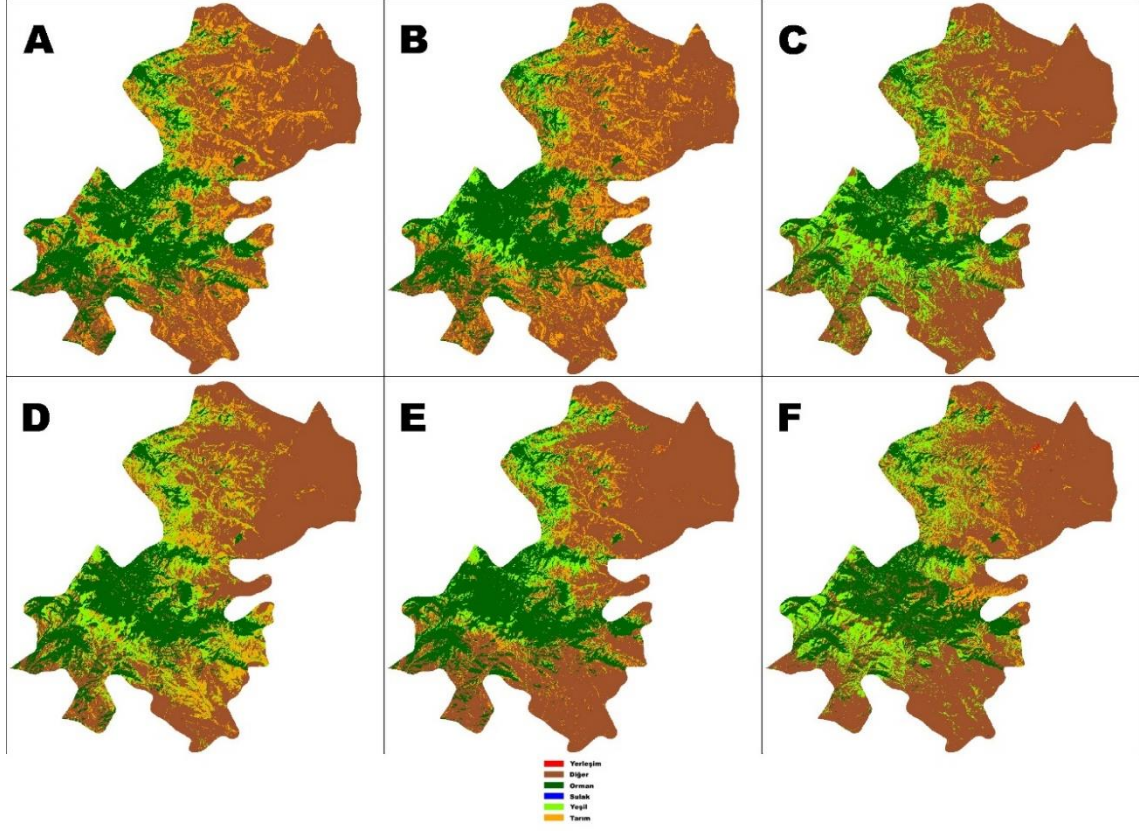 A
B
C
D
E
F
Yerleşim
Diğer
Orman
Sulak
Yeşil
Tarım